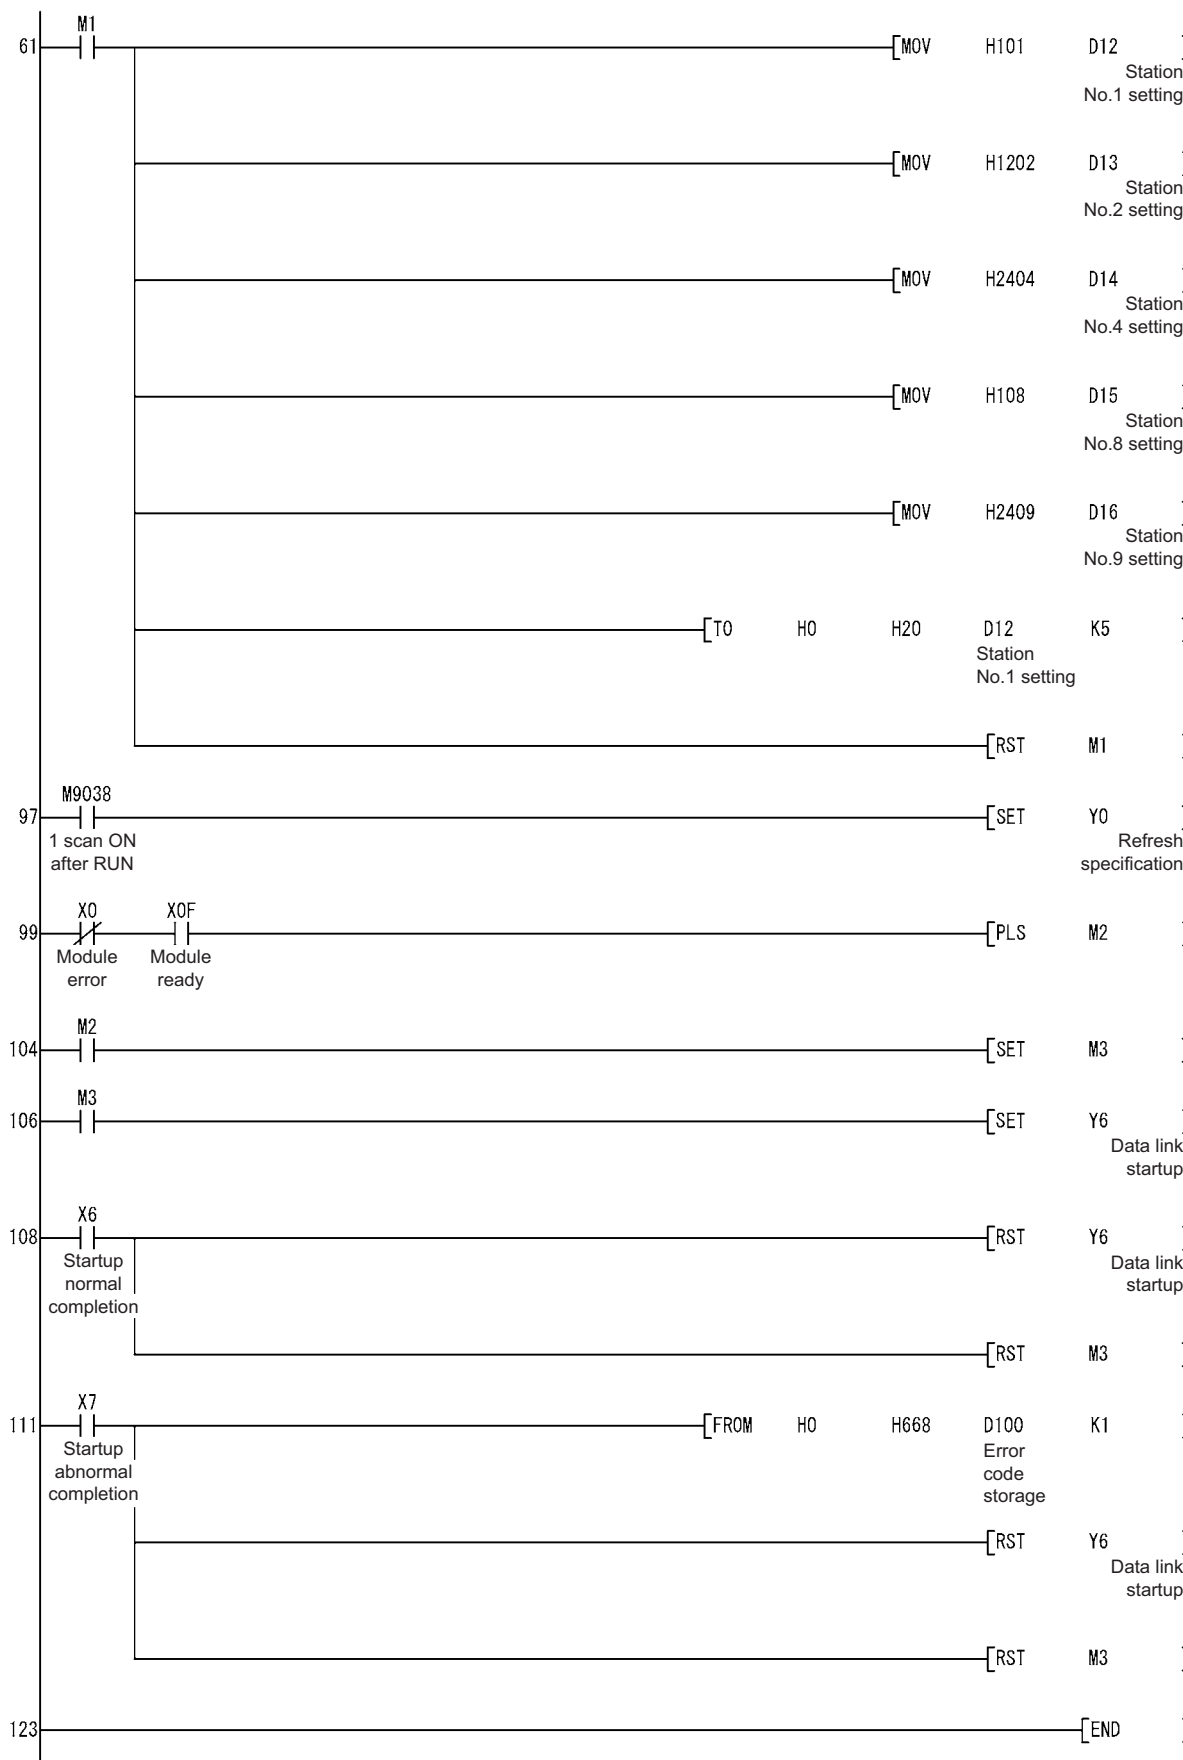 M1
61 [MOV H101 D12 ]
Station
No.1 setting
[MOV H1202 D13 ]
Station
No.2 setting
[MOV H2404 D14 ]
Station
No.4 setting
[MOV H108 D15 ]
Station
No.8 setting
[MOV H2409 D16 ]
Station
No.9 setting
[TO H0 H20 D12 K5 ]
Station
No.1 setting
[RST M1 ]
M9038
97 [SET Y0 ]
1 scan ON Refresh
after RUN specification
X0 X0F
99 [PLS M2 ]
Module Module
error ready
M2
104 [SET M3 ]
M3
106 [SET Y6 ]
Data link
startup
X6
108 [RST Y6 ]
Startup Data link
normal startup
completion
[RST M3 ]
X7
111 [FROM H0 H668 D100 K1 ]
Startup Error
abnormal code
completion storage
[RST Y6 ]
Data link
startup
[RST M3 ]
123 [END ]